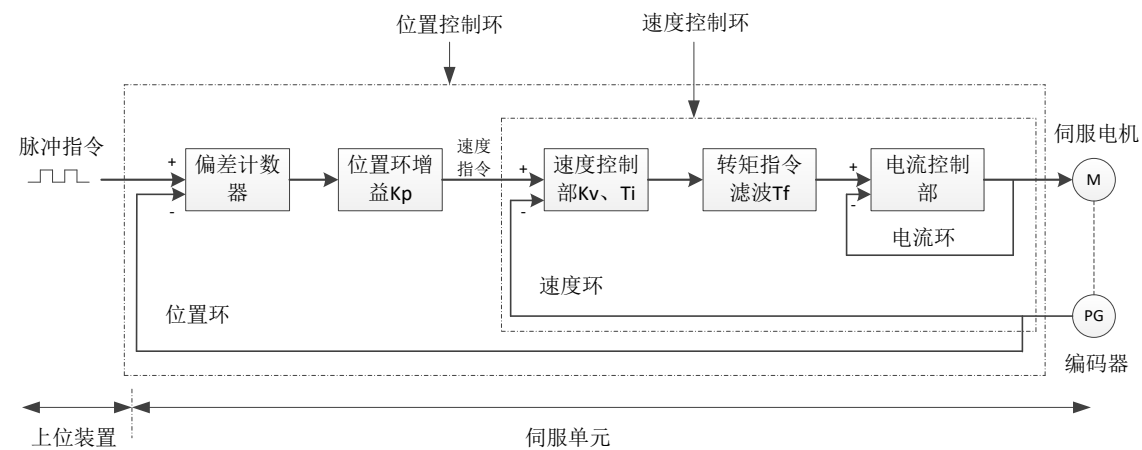 位置控制环
速度控制环
脉冲指令
伺服电机
+
偏差计数
器
-
位置环增
益Kp
速度
指令
+
速度控制
部Kv、Ti
-
转矩指令
滤波Tf
+
电流控制
部
-
M
电流环
速度环
位置环
PG
编码器
上位装置
伺服单元